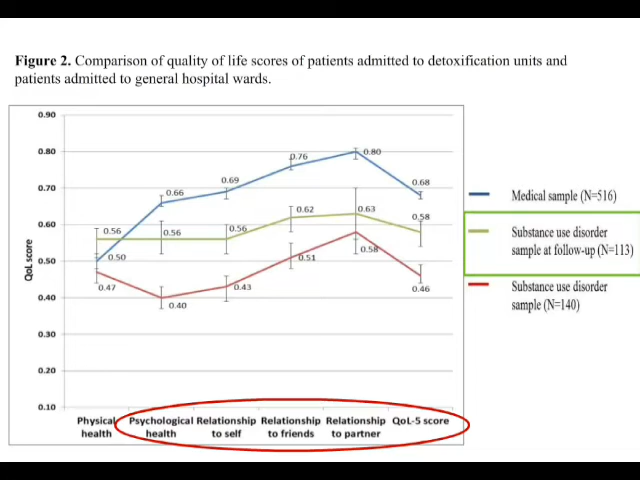 Figure 2. Comparison of quality of life scores of patients admitted to detoxification units and
patients admitted to general hospital wards.
0.90
0.80
0.70
0.60
0.50
0.40
0.30
0.20
0.10
QoL score
0.50
0.66
0.69
0.76
0.80
0.68
0.56
0.56
0.56
0.62
0.63
0.58
0.47
0.40
0.43
0.51
0.58
0.46
Physical
health
Psychological
health
Relationship
to self
Relationship
to friends
Relationship
to partner
QoL-5 score
Medical sample (N=516)
Substance use disorder
sample at follow-up (N=113)
Substance use disorder
sample (N=140)